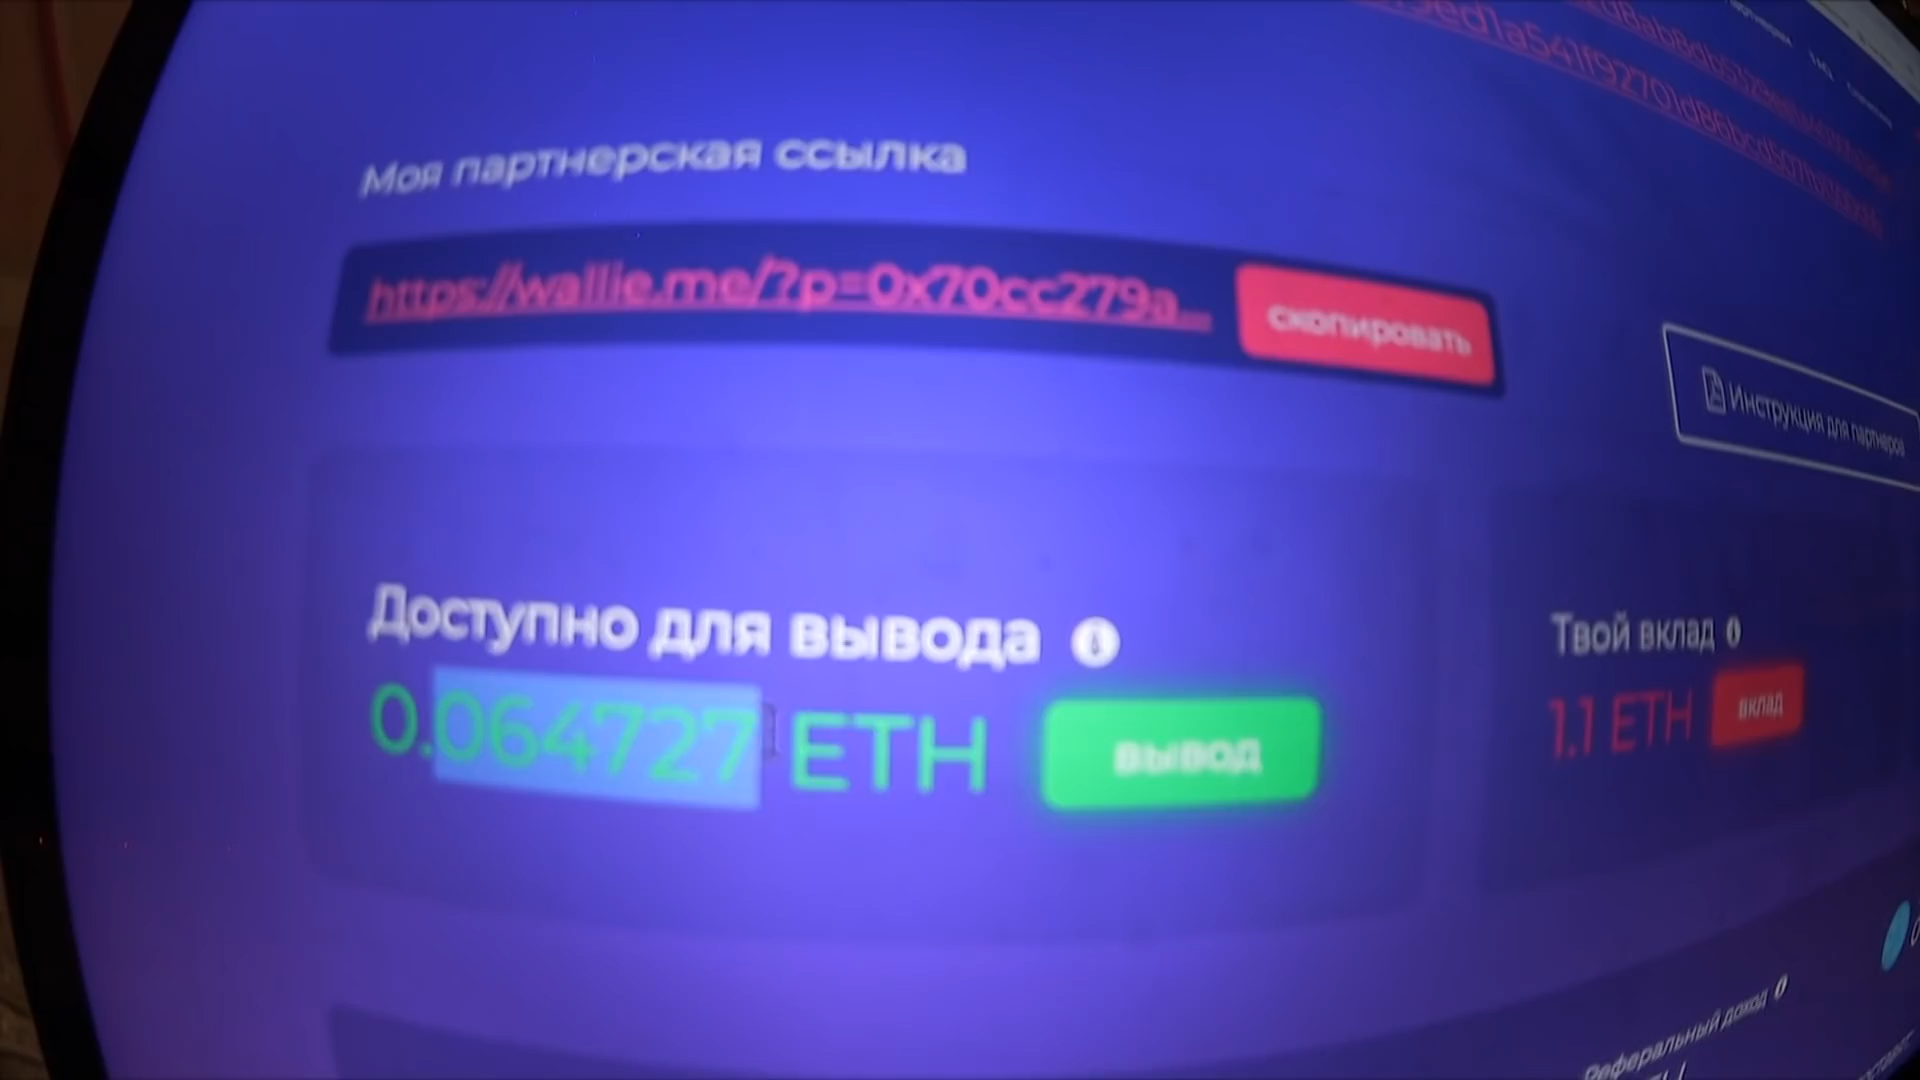 Моя партнерская ссылка
https://wallie.me/?p=0x70cc279a...
скопировать
Инструкция для партнеров
Доступно для вывода
0.064727 ETH
вывод
Твой вклад
1.1 ETH
вклад
Реферальный доход